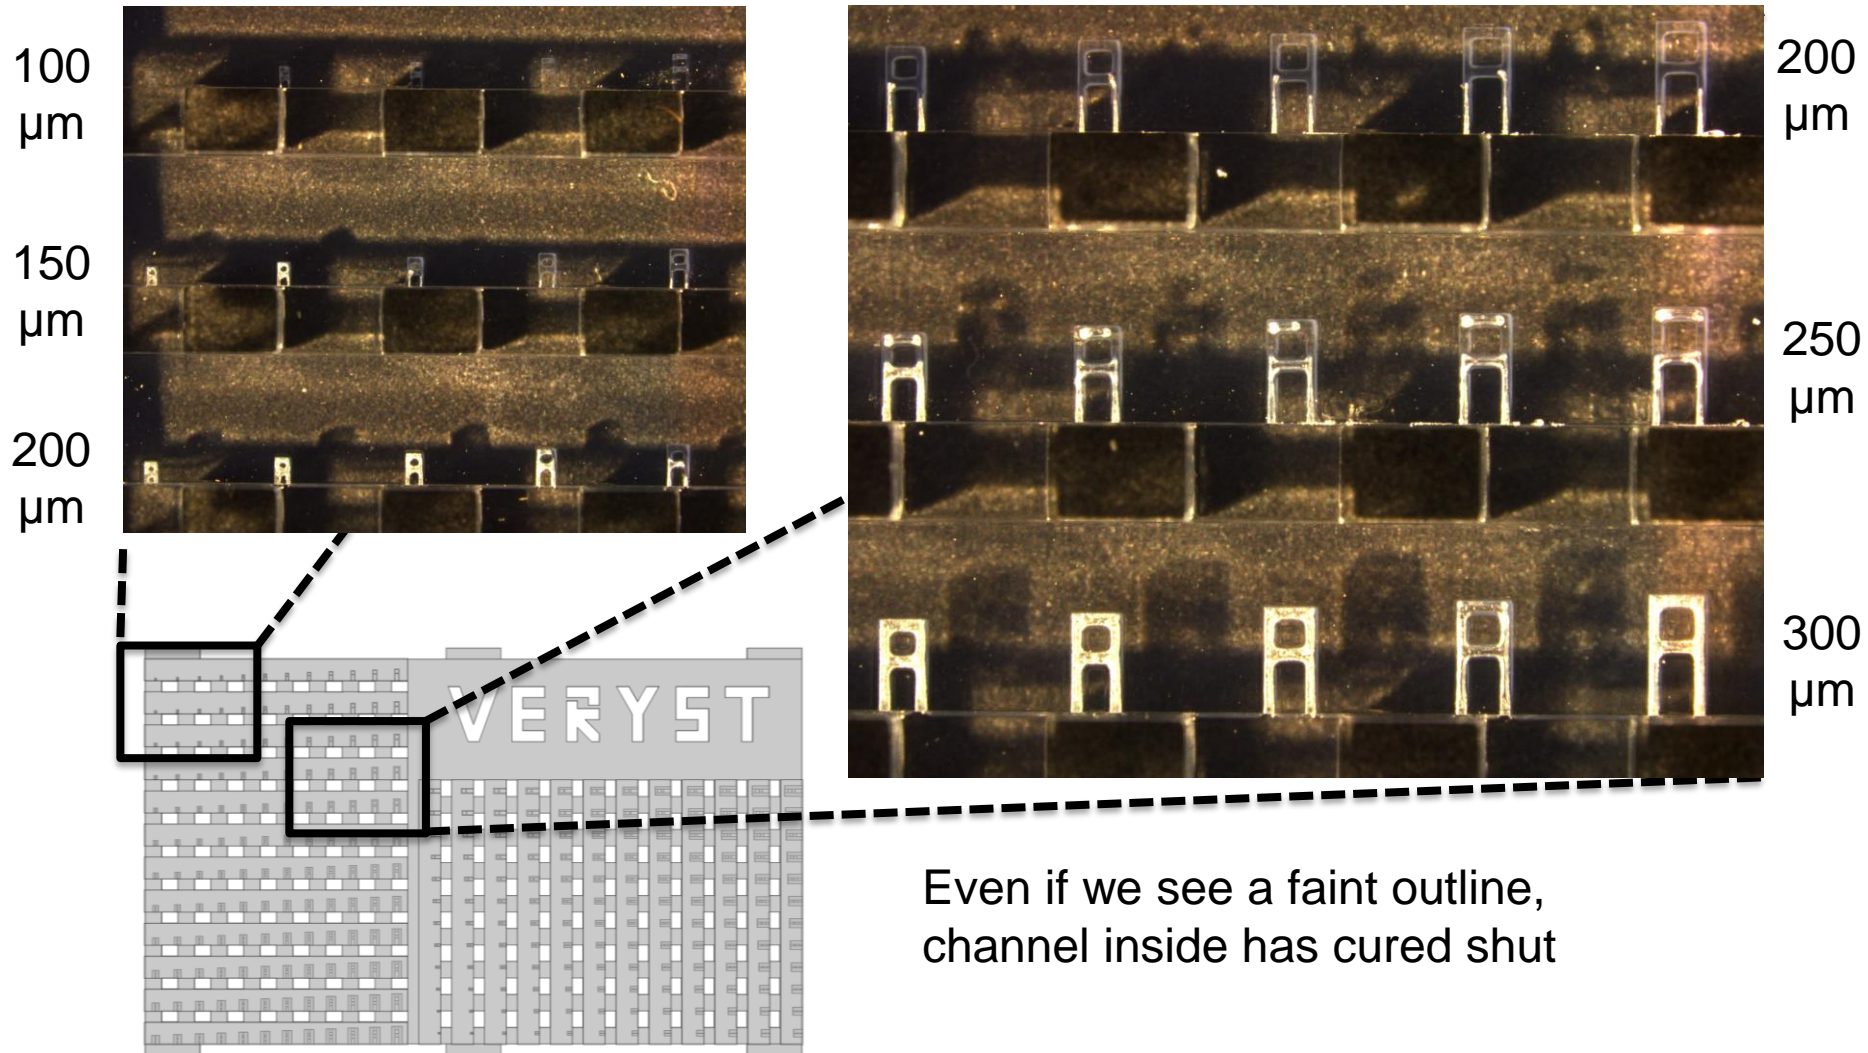 100
µm
150
µm
200
µm
200
µm
250
µm
300
µm
VERYST
Even if we see a faint outline,
channel inside has cured shut